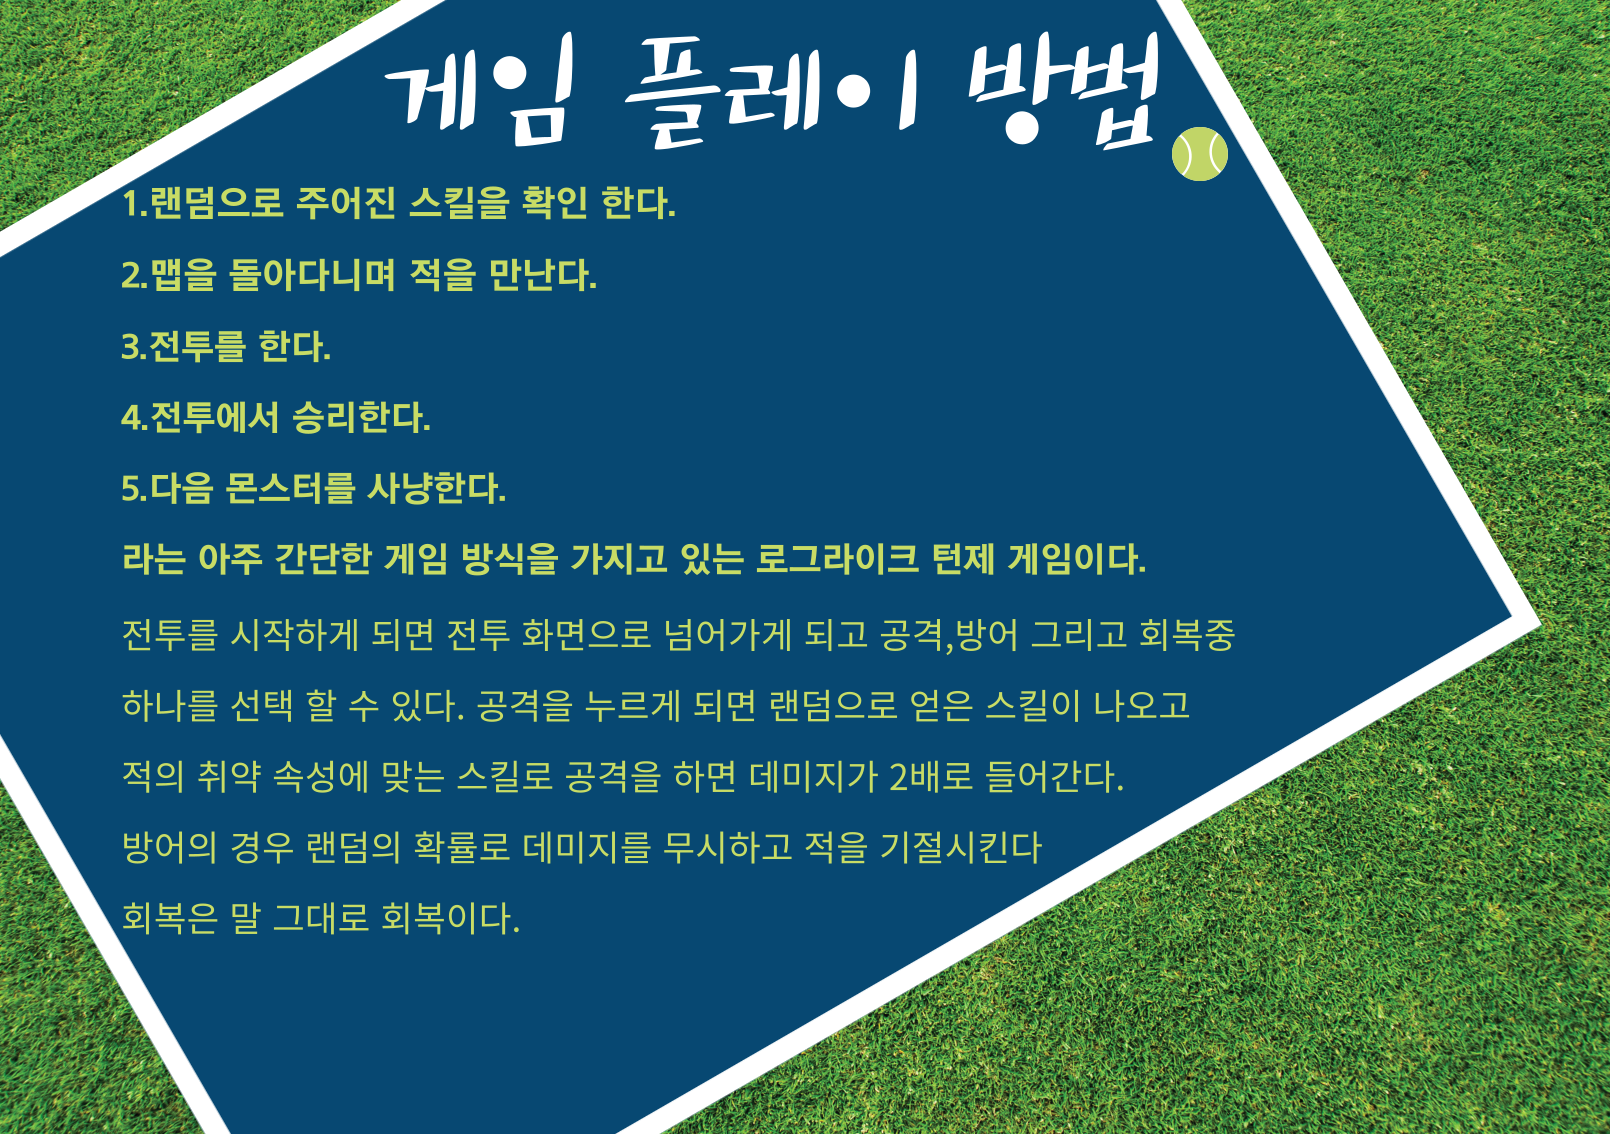 게임 플레이 방법
1.랜덤으로 주어진 스킬을 확인 한다.
2.맵을 돌아다니며 적을 만난다.
3.전투를 한다.
4.전투에서 승리한다.
5.다음 몬스터를 사냥한다.
라는 아주 간단한 게임 방식을 가지고 있는 로그라이크 턴제 게임이다.
전투를 시작하게 되면 전투 화면으로 넘어가게 되고 공격,방어 그리고 회복중
하나를 선택 할 수 있다. 공격을 누르게 되면 랜덤으로 얻은 스킬이 나오고
적의 취약 속성에 맞는 스킬로 공격을 하면 데미지가 2배로 들어간다.
방어의 경우 랜덤의 확률로 데미지를 무시하고 적을 기절시킨다
회복은 말 그대로 회복이다.